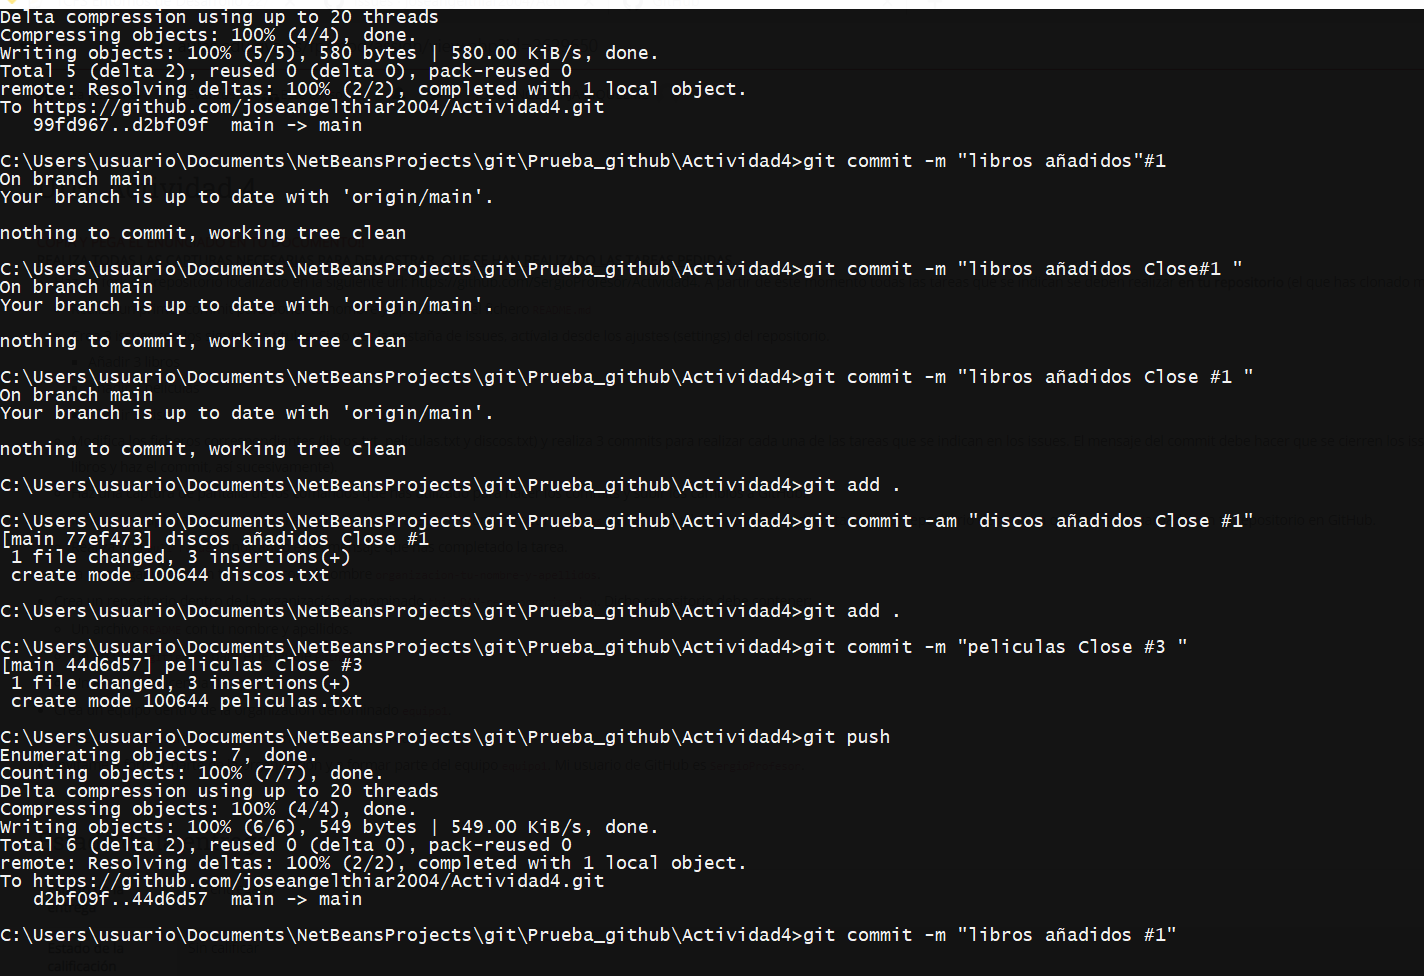 Delta compression using up to 20 threads
Compressing objects: 100% (4/4), done.
Writing objects: 100% (5/5), 580 bytes | 580.00 KiB/s, done.
Total 5 (delta 2), reused 0 (delta 0), pack-reused 0
remote: Resolving deltas: 100% (2/2), completed with 1 local object.
To https://github.com/joseangelthiar2004/Actividad4.git
   99fd967..d2bf09f  main -> main
C:\Users\usuario\Documents\NetBeansProjects\git\Prueba_github\Actividad4>git commit -m "libros añadidos"#1
On branch main
Your branch is up to date with 'origin/main'.
nothing to commit, working tree clean
C:\Users\usuario\Documents\NetBeansProjects\git\Prueba_github\Actividad4>git commit -m "libros añadidos Close#1 "
On branch main
Your branch is up to date with 'origin/main'.
nothing to commit, working tree clean
C:\Users\usuario\Documents\NetBeansProjects\git\Prueba_github\Actividad4>git commit -m "libros añadidos Close #1 "
On branch main
Your branch is up to date with 'origin/main'.
nothing to commit, working tree clean
C:\Users\usuario\Documents\NetBeansProjects\git\Prueba_github\Actividad4>git add .
C:\Users\usuario\Documents\NetBeansProjects\git\Prueba_github\Actividad4>git commit -am "discos añadidos Close #1"
[main 77ef473] discos añadidos Close #1
 1 file changed, 3 insertions(+)
 create mode 100644 discos.txt
C:\Users\usuario\Documents\NetBeansProjects\git\Prueba_github\Actividad4>git add .
C:\Users\usuario\Documents\NetBeansProjects\git\Prueba_github\Actividad4>git commit -m "peliculas Close #3 "
[main 44d6d57] peliculas Close #3
 1 file changed, 3 insertions(+)
 create mode 100644 peliculas.txt
C:\Users\usuario\Documents\NetBeansProjects\git\Prueba_github\Actividad4>git push
Enumerating objects: 7, done.
Counting objects: 100% (7/7), done.
Delta compression using up to 20 threads
Compressing objects: 100% (4/4), done.
Writing objects: 100% (6/6), 549 bytes | 549.00 KiB/s, done.
Total 6 (delta 2), reused 0 (delta 0), pack-reused 0
remote: Resolving deltas: 100% (2/2), completed with 1 local object.
To https://github.com/joseangelthiar2004/Actividad4.git
   d2bf09f..44d6d57  main -> main
C:\Users\usuario\Documents\NetBeansProjects\git\Prueba_github\Actividad4>git commit -m "libros añadidos #1"